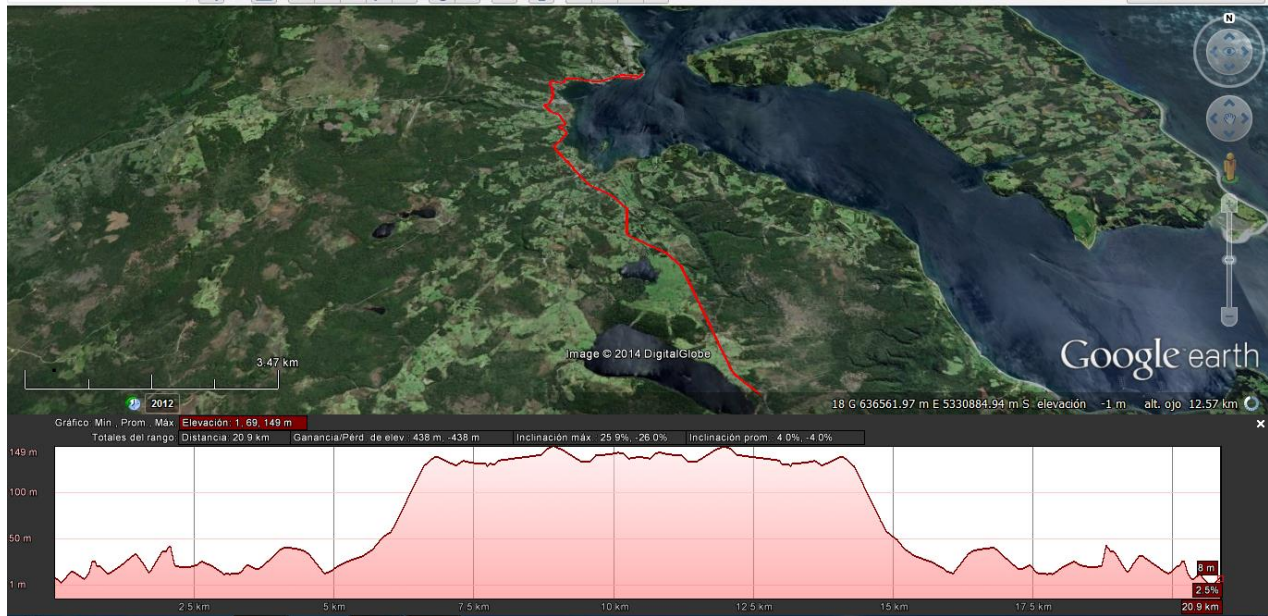 N
3.47 km
Image © 2014 DigitalGlobe
Google earth
2012
18 G 636561.97 m E 5330884.94 m S elevación -1 m alt. ojo 12.57 km
Gráfico: Mín., Prom., Máx. Elevación: 1, 69, 149 m
Totales del rango: Distancia: 20.9 km Ganancia/Pérd. de elev.: 438 m, -438 m Inclinación máx.: 25.9%, -26.0% Inclinación prom.: 4.0%, -4.0%
149 m
100 m
50 m
1 m
8 m
2.5%
2.5 km 5 km 7.5 km 10 km 12.5 km 15 km 17.5 km 20.9 km